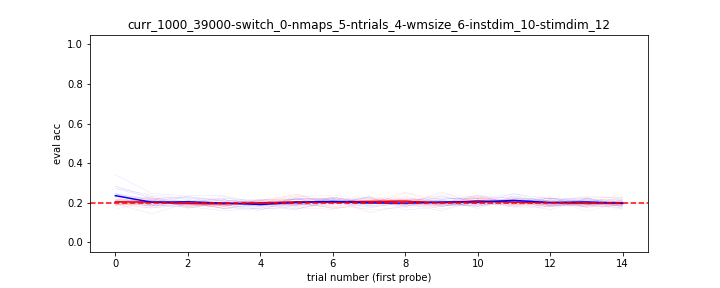 curr_1000_39000-switch_0-nmaps_5-ntrials_4-wmsize_6-instdim_10-stimdim_12
1.0
0.8
0.6
0.4
0.2
0.0
eval acc
0 2 4 6 8 10 12 14
trial number (first probe)